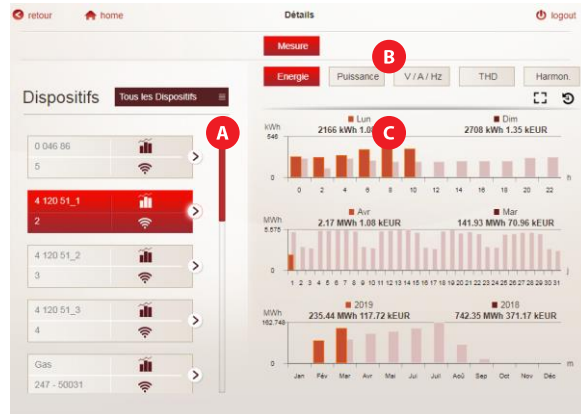 retour
home
Détails
logout
Mesure
B
Energie
Puissance
V / A / Hz
THD
Harmon.
Dispositifs
Tous les Dispositifs
A
C
0 046 86
5
4 120 51_1
2
4 120 51_2
3
4 120 51_3
4
Gas
247 - 50031
kWh
Lun
Dim
2166 kWh 1.08
2708 kWh 1.35 kEUR
546
0
0 2 4 6 8 10 12 14 16 18 20 22
h
MWh
Avr
Mar
2.17 MWh 1.08 kEUR
141.93 MWh 70.96 kEUR
5.575
0
1 2 3 4 5 6 7 8 9 10 11 12 13 14 15 16 17 18 19 20 21 22 23 24 25 26 27 28 29 30 31
j
MWh
2019
2018
235.44 MWh 117.72 kEUR
742.35 MWh 371.17 kEUR
162.748
0
Jan Fév Mar Avr Mai Jui Jul Aoû Sep Oct Nov Déc
m